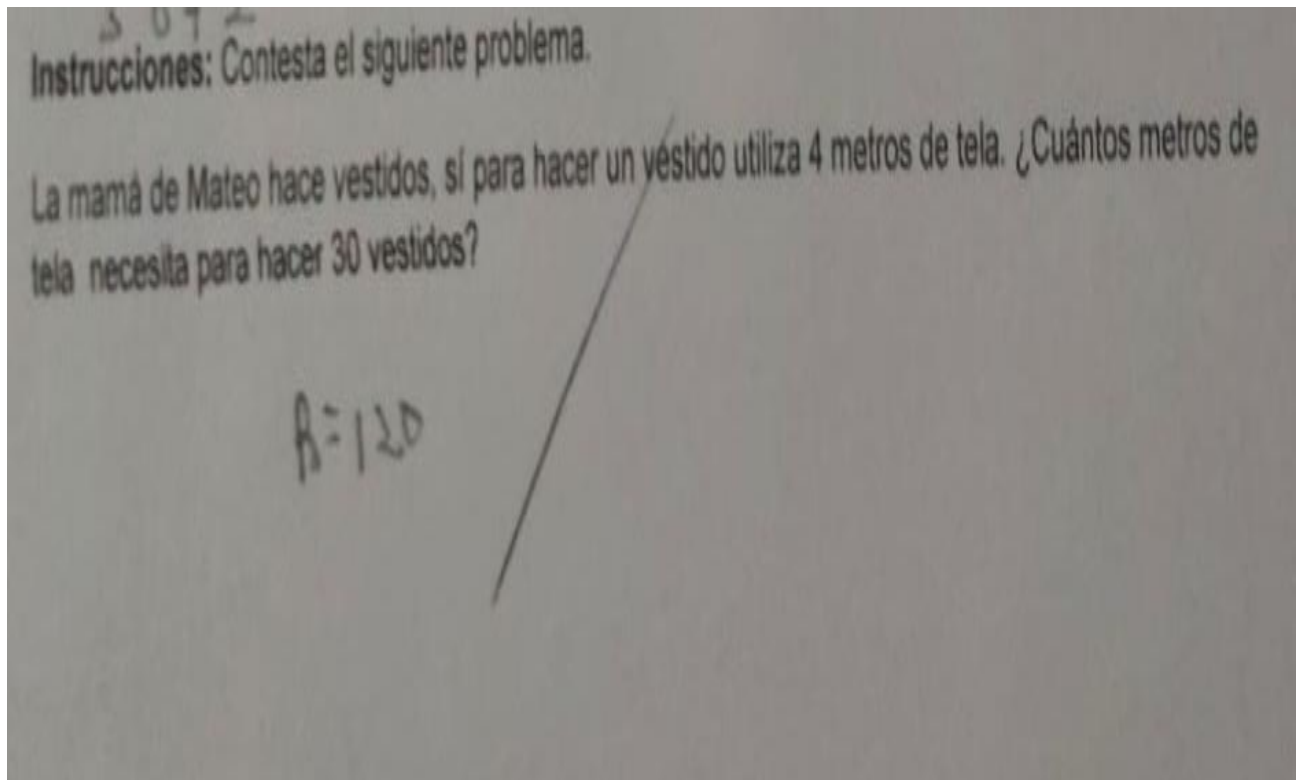 Instrucciones: Contesta el siguiente problema.
La mamá de Mateo hace vestidos, sí para hacer un vestido utiliza 4 metros de tela. ¿Cuántos metros de
tela necesita para hacer 30 vestidos?
R=120